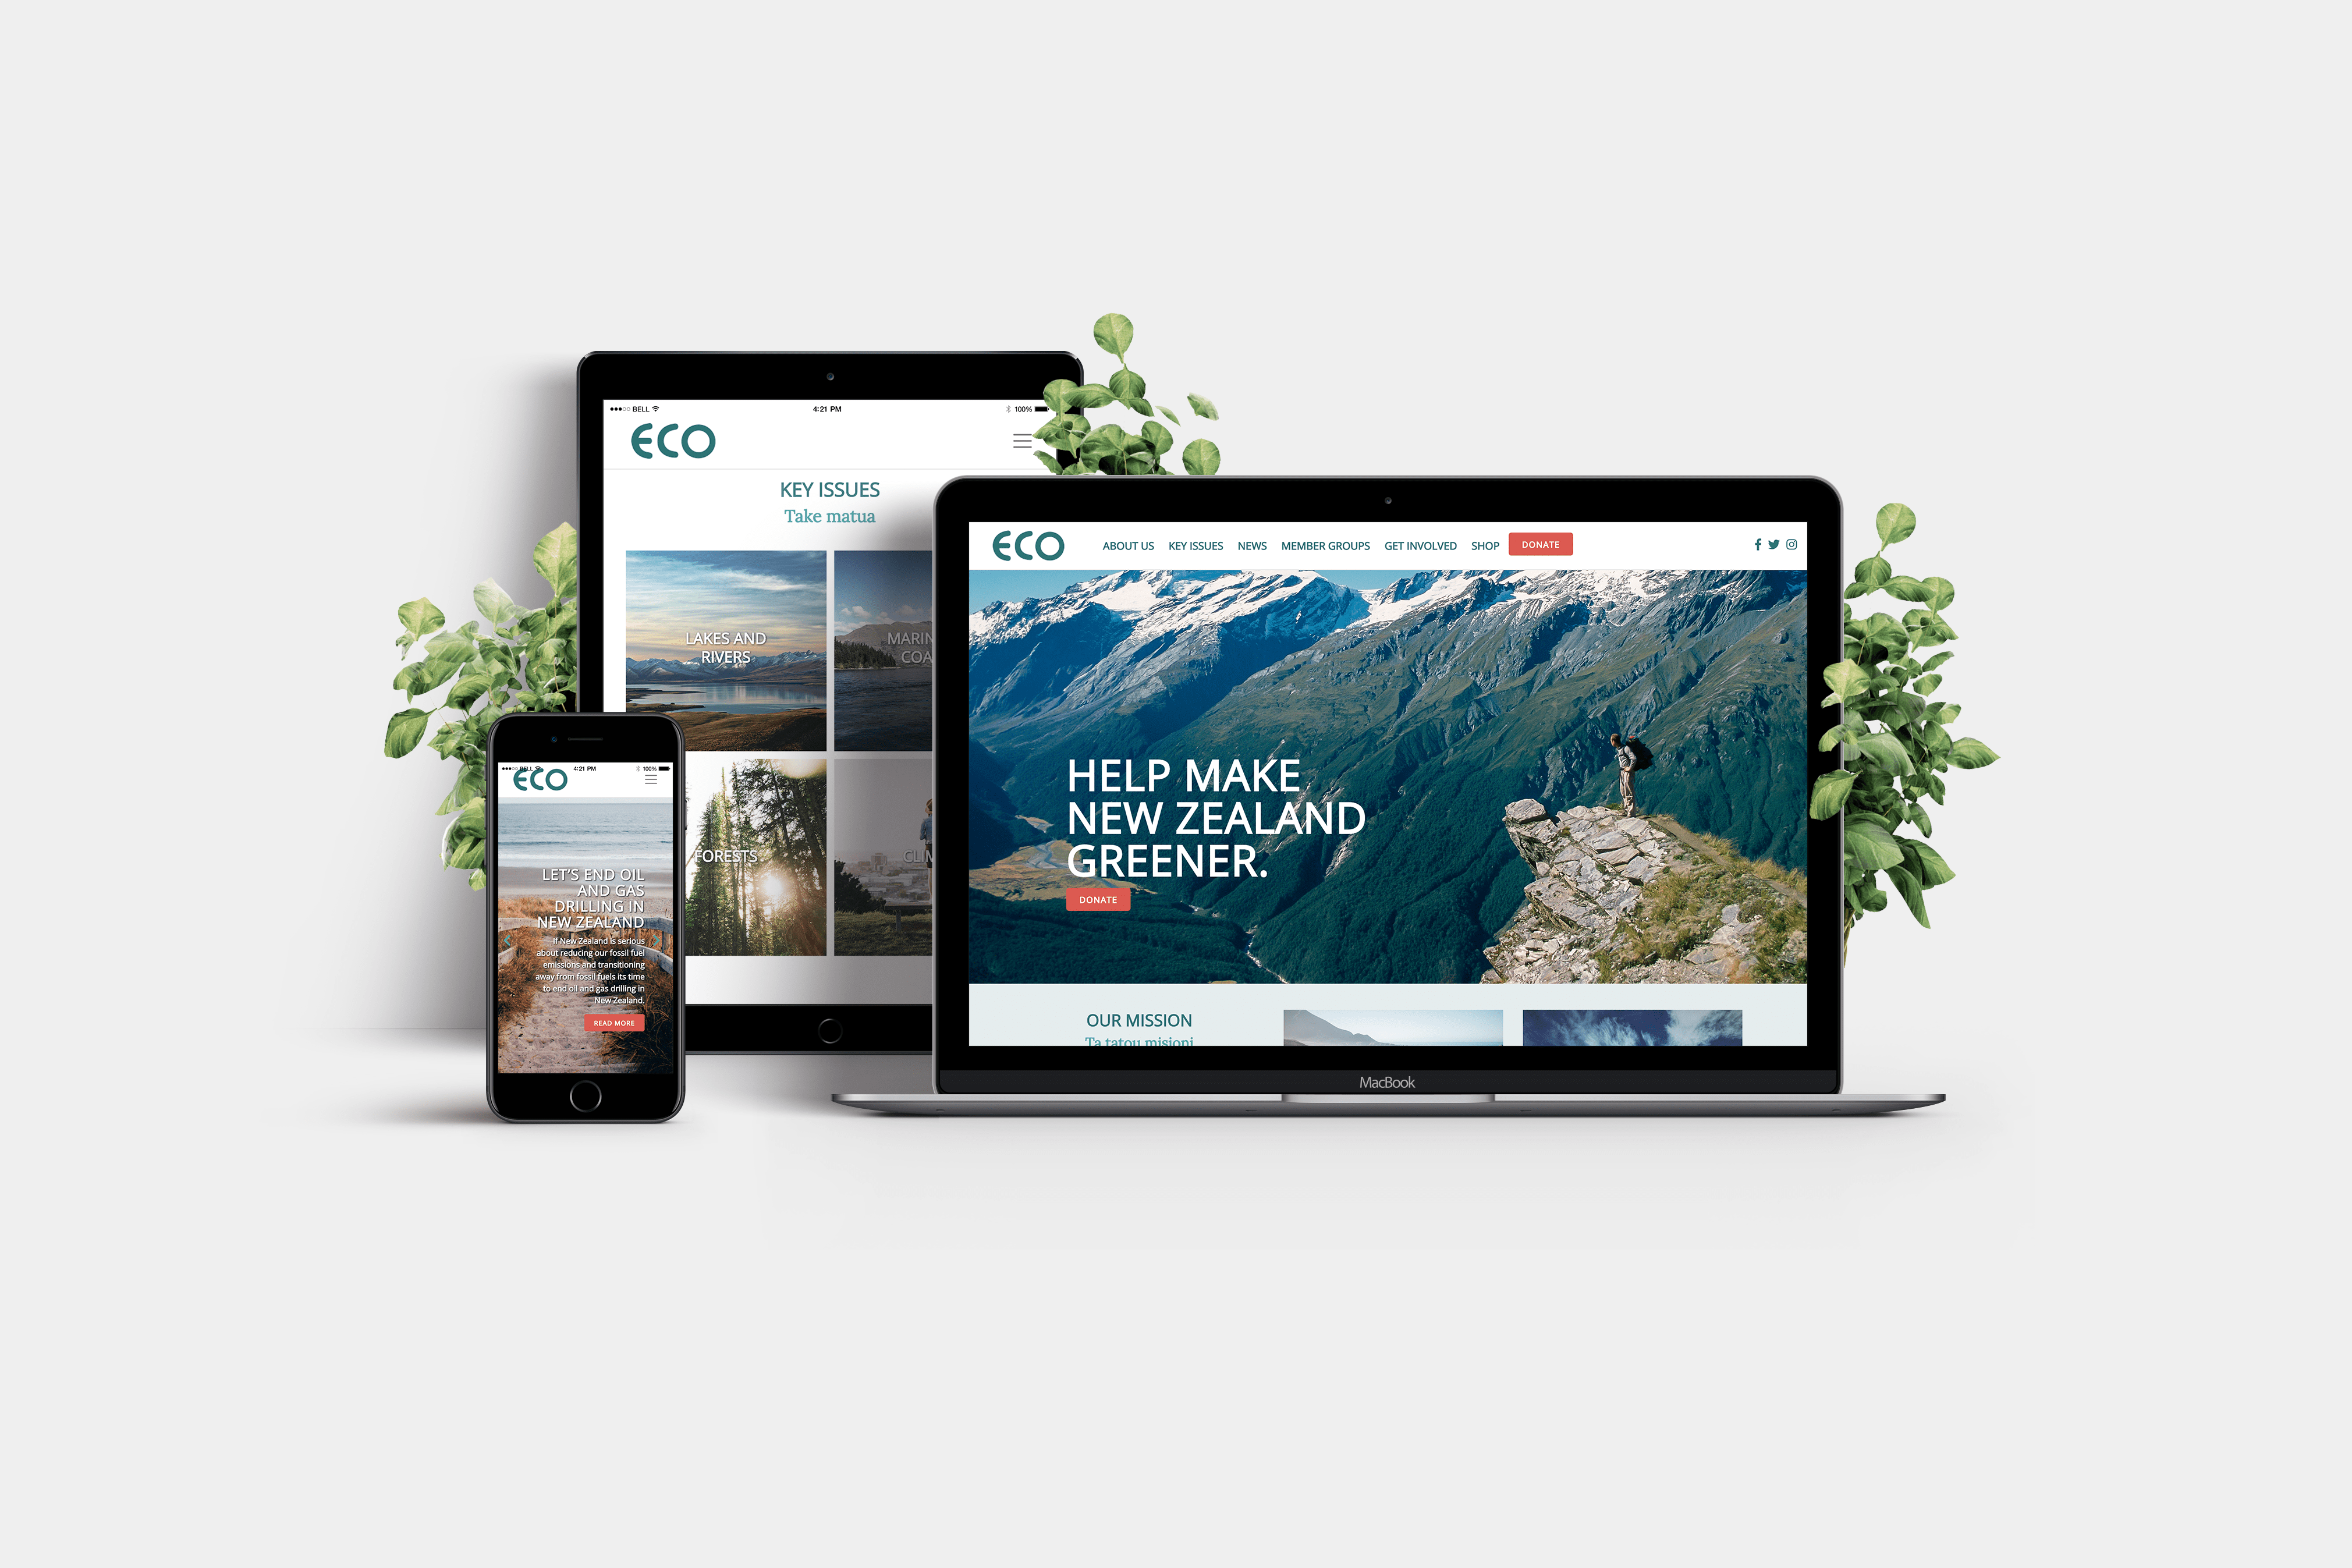 ●●●○○ BELL 4:21 PM 100%
ECO
KEY ISSUES
Take matua
LAKES AND
RIVERS
FORESTS
ECO
ABOUT US KEY ISSUES NEWS MEMBER GROUPS GET INVOLVED SHOP DONATE
HELP MAKE
NEW ZEALAND
GREENER.
DONATE
OUR MISSION
Ta tatou misioni
MacBook
4:21 PM 100%
ECO
LET'S END OIL
AND GAS
DRILLING IN
NEW ZEALAND
If New Zealand is serious
about reducing our fossil fuel
emissions and transitioning
away from fossil fuels its time
to end oil and gas drilling in
New Zealand.
READ MORE